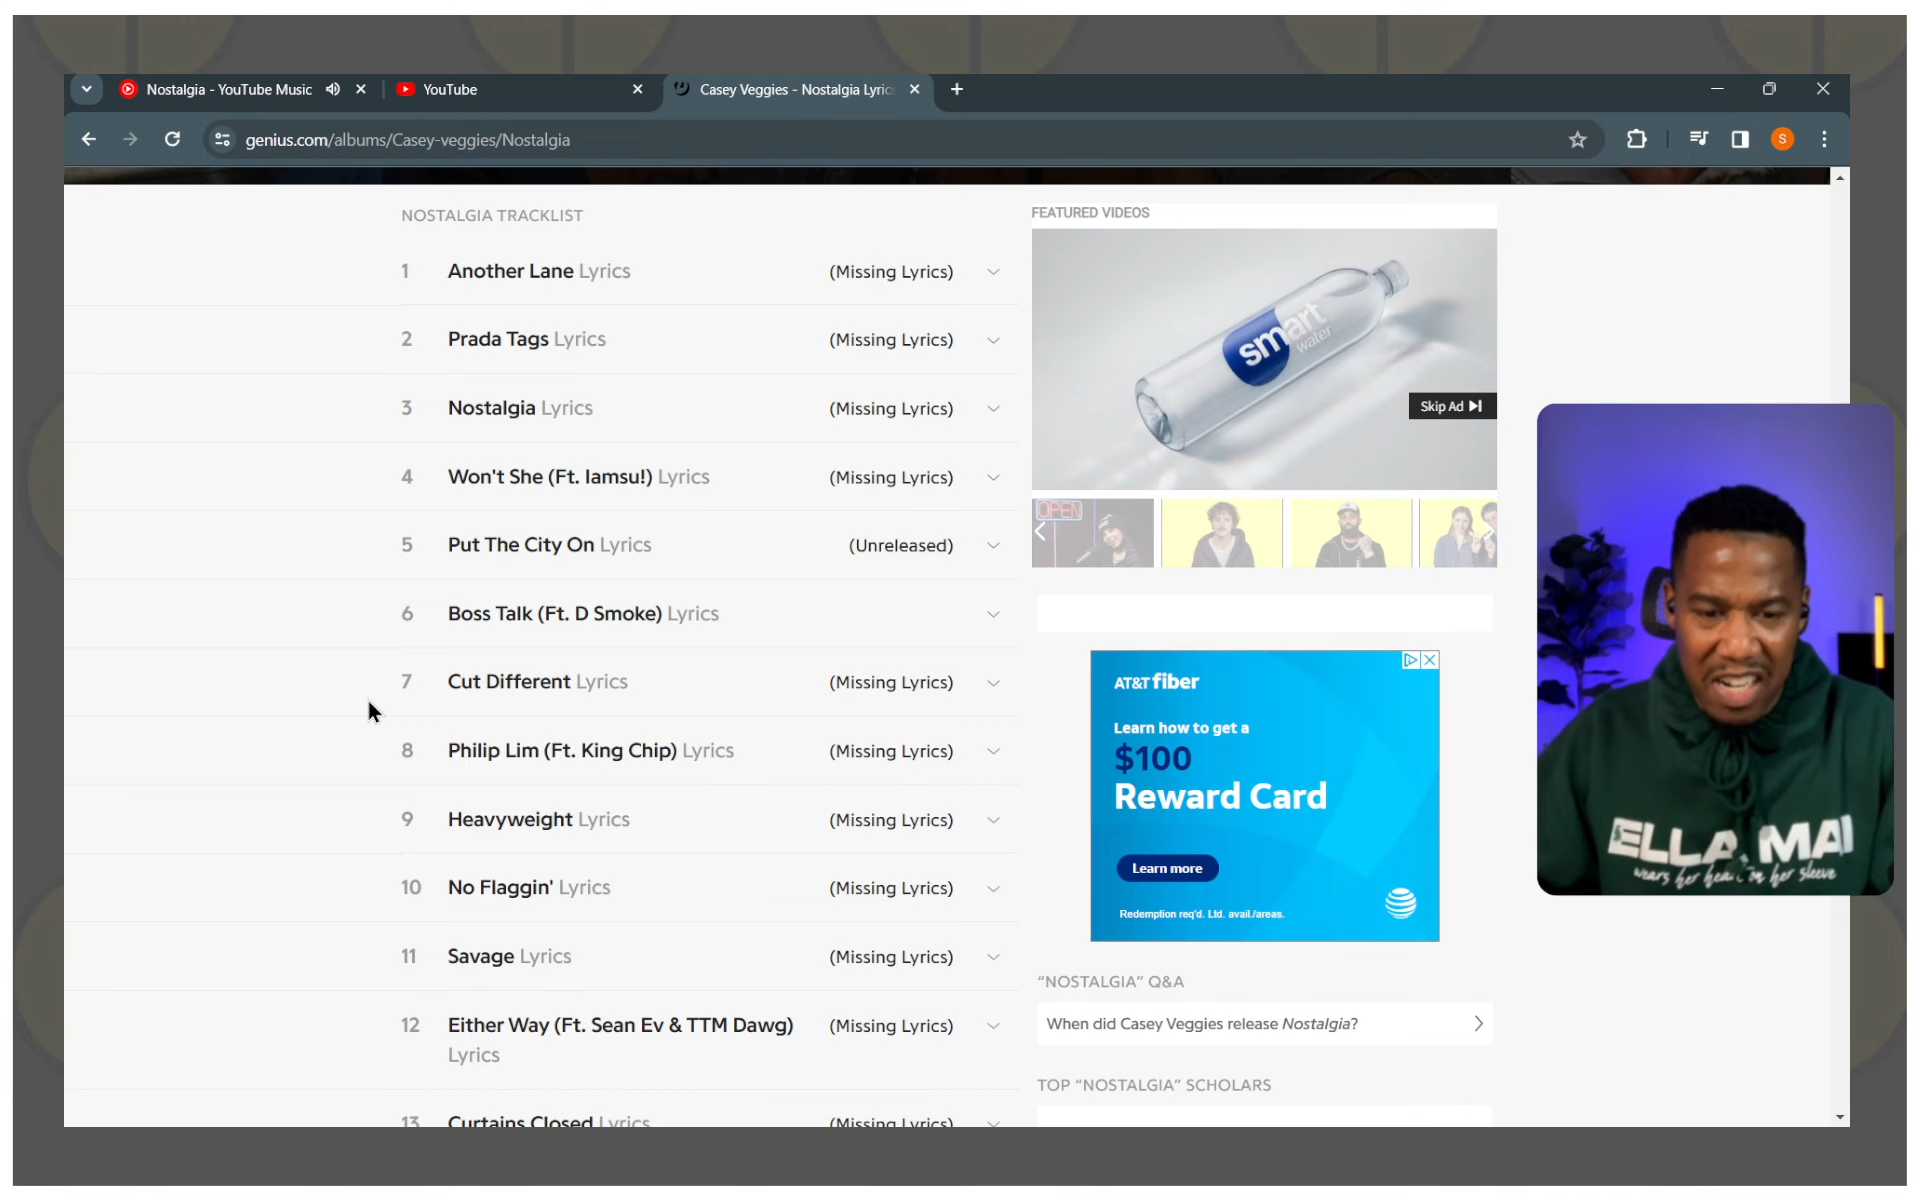 Nostalgia - YouTube Music
YouTube
Casey Veggies - Nostalgia Lyric
genius.com/albums/Casey-veggies/Nostalgia
S
NOSTALGIA TRACKLIST
1 Another Lane Lyrics (Missing Lyrics)
2 Prada Tags Lyrics (Missing Lyrics)
3 Nostalgia Lyrics (Missing Lyrics)
4 Won't She (Ft. Iamsu!) Lyrics (Missing Lyrics)
5 Put The City On Lyrics (Unreleased)
6 Boss Talk (Ft. D Smoke) Lyrics
7 Cut Different Lyrics (Missing Lyrics)
8 Philip Lim (Ft. King Chip) Lyrics (Missing Lyrics)
9 Heavyweight Lyrics (Missing Lyrics)
10 No Flaggin' Lyrics (Missing Lyrics)
11 Savage Lyrics (Missing Lyrics)
12 Either Way (Ft. Sean Ev & TTM Dawg) (Missing Lyrics)
Lyrics
13 Curtains Closed Lyrics (Missing Lyrics)
FEATURED VIDEOS
smart
water
Skip Ad
OPEN
AT&T fiber
Learn how to get a
$100
Reward Card
Learn more
Redemption req'd. Ltd. avail./areas.
"NOSTALGIA" Q&A
When did Casey Veggies release Nostalgia?
TOP "NOSTALGIA" SCHOLARS
ELLA MAI
wears her heart on her sleeve